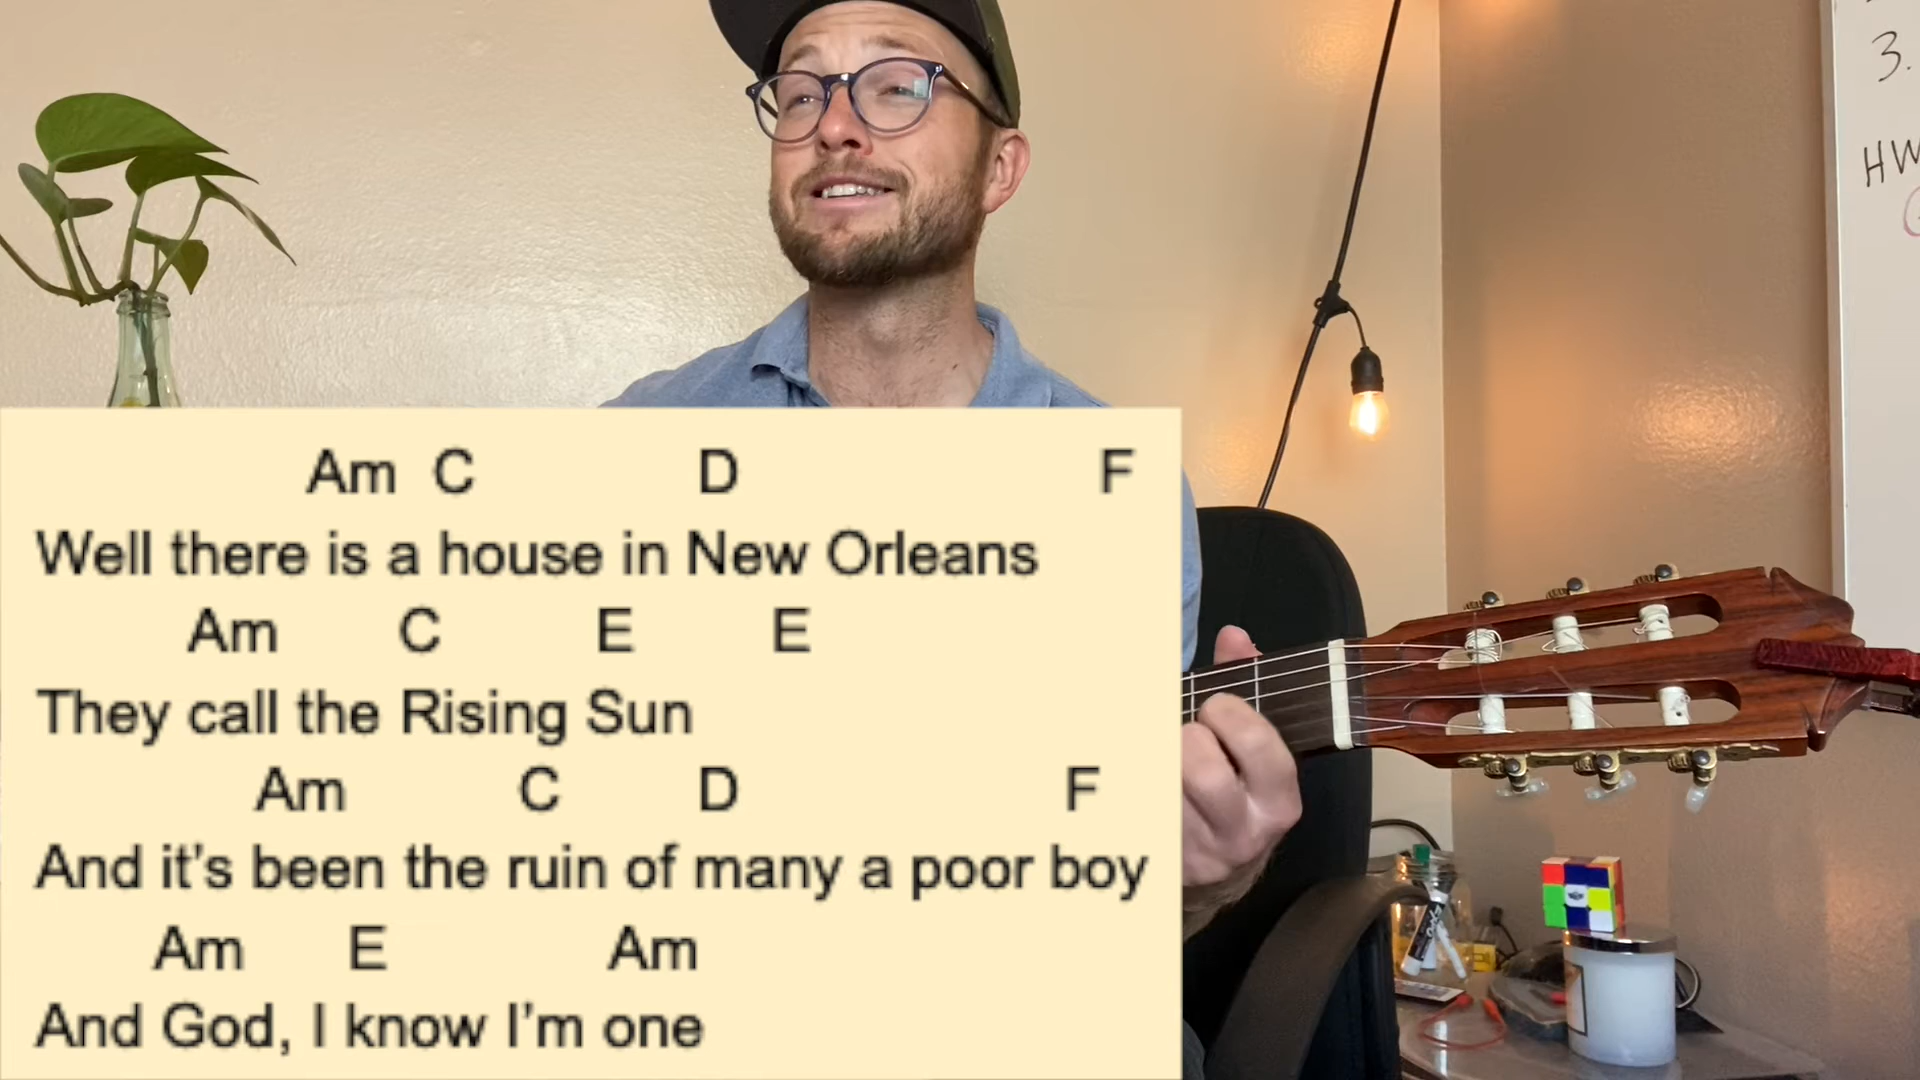 3.
HW
Am C D F
Well there is a house in New Orleans
Am C E E
They call the Rising Sun
Am C D F
And it's been the ruin of many a poor boy
Am E Am
And God, I know I'm one
EXPO